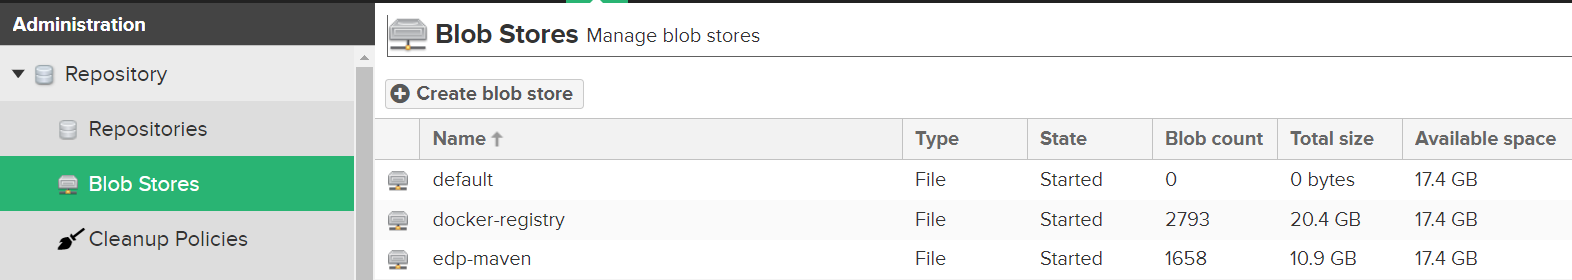 Administration
Repository
Repositories
Blob Stores
Cleanup Policies
Blob Stores Manage blob stores
Create blob store
Name Type State Blob count Total size Available space
default File Started 0 0 bytes 17.4 GB
docker-registry File Started 2793 20.4 GB 17.4 GB
edp-maven File Started 1658 10.9 GB 17.4 GB